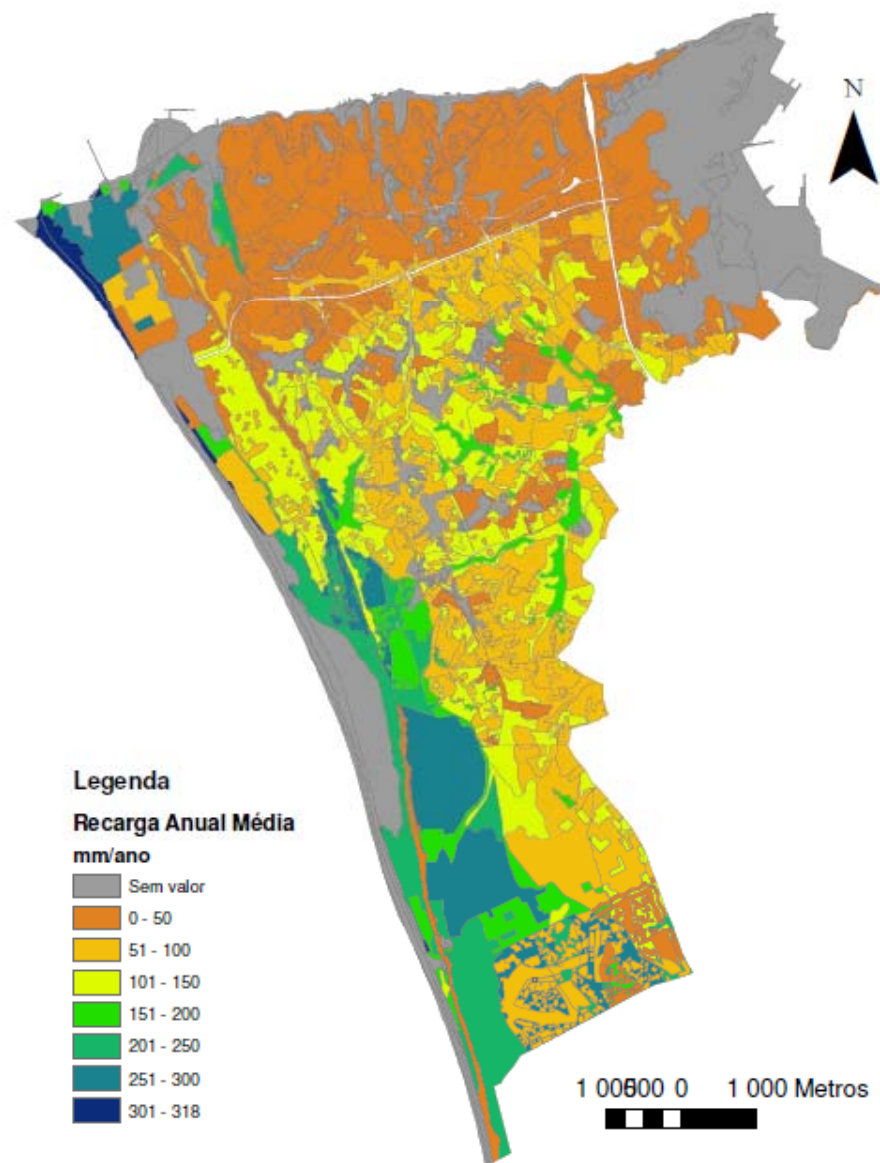 N
Legenda
Recarga Anual Média
mm/ano
Sem valor
0 - 50
51 - 100
101 - 150
151 - 200
201 - 250
251 - 300
301 - 318
0 1 000 Metros